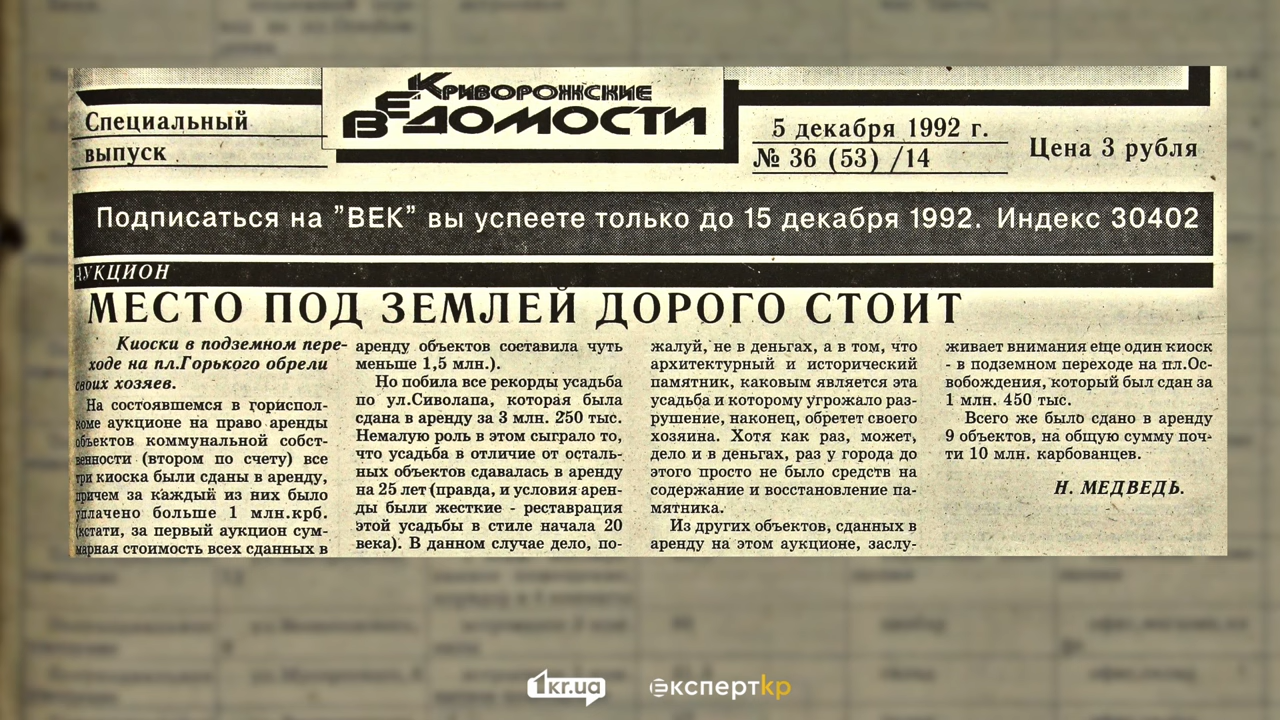 Специальный
выпуск
Криворожские
Ведомости
5 декабря 1992 г.
№ 36 (53) /14
Цена 3 рубля
Подписаться на "ВЕК" вы успеете только до 15 декабря 1992. Индекс 30402
АУКЦИОН
МЕСТО ПОД ЗЕМЛЕЙ ДОРОГО СТОИТ
Киоски в подземном пере-
ходе на пл.Горького обрели
своих хозяев.
На состоявшемся в гориспол-
коме аукционе на право аренды
объектов коммунальной собст-
венности (втором по счету) все
три киоска были сданы в аренду,
причем за каждый из них было
уплачено больше 1 млн.крб.
(кстати, за первый аукцион сум-
марная стоимость всех сданных в
аренду объектов составила чуть
меньше 1,5 млн.).
Но побила все рекорды усадьба
по ул.Сиволапа, которая была
сдана в аренду за 3 млн. 250 тыс.
Немалую роль в этом сыграло то,
что усадьба в отличие от осталь-
ных объектов сдавалась в аренду
на 25 лет (правда, и условия арен-
ды были жесткие - реставрация
этой усадьбы в стиле начала 20
века). В данном случае дело, по-
жалуй, не в деньгах, а в том, что
архитектурный и исторический
памятник, каковым является эта
усадьба и которому угрожало раз-
рушение, наконец, обретет своего
хозяина. Хотя как раз, может,
дело и в деньгах, раз у города до
этого просто не было средств на
содержание и восстановление па-
мятника.
Из других объектов, сданных в
аренду на этом аукционе, заслу-
живает внимания еще один киоск
- в подземном переходе на пл.Ос-
вобождения, который был сдан за
1 млн. 450 тыс.
Всего же было сдано в аренду
9 объектов, на общую сумму поч-
ти 10 млн. карбованцев.
Н. МЕДВЕДЬ.
1kr.ua
экспертkp